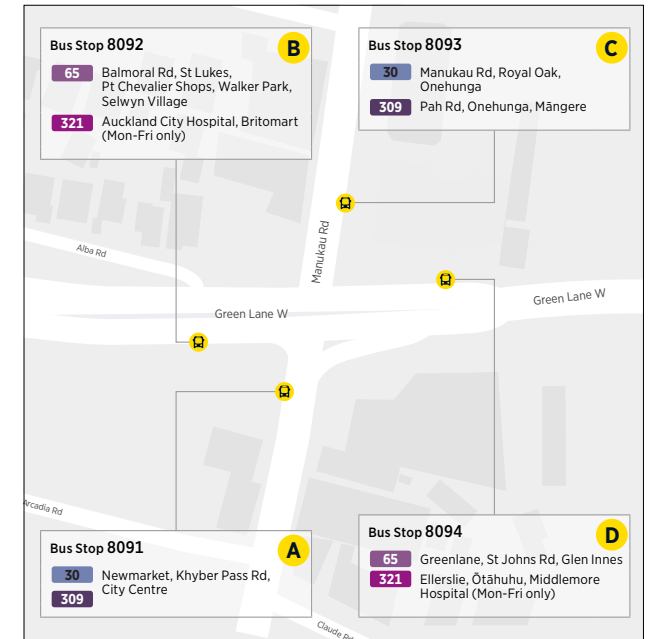 Bus Stop 8092
B
65 Balmoral Rd, St Lukes,
Pt Chevalier Shops, Walker Park,
Selwyn Village
321 Auckland City Hospital, Britomart
(Mon-Fri only)
Bus Stop 8093
C
30 Manukau Rd, Royal Oak,
Onehunga
309 Pah Rd, Onehunga, Māngere
Alba Rd
Manukau Rd
Green Lane W
Green Lane W
Arcadia Rd
Bus Stop 8091
A
30 Newmarket, Khyber Pass Rd,
309 City Centre
Bus Stop 8094
D
65 Greenlane, St Johns Rd, Glen Innes
321 Ellerslie, Ōtāhuhu, Middlemore
Hospital (Mon-Fri only)
Claude Rd